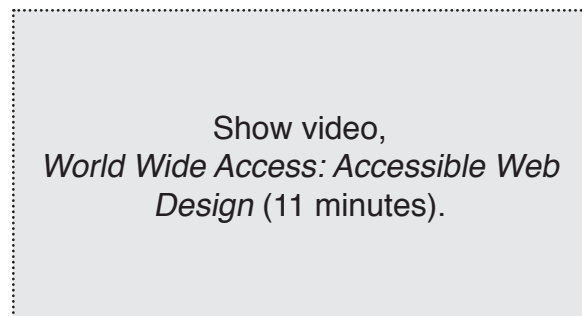 Show video,
World Wide Access: Accessible Web
Design (11 minutes).